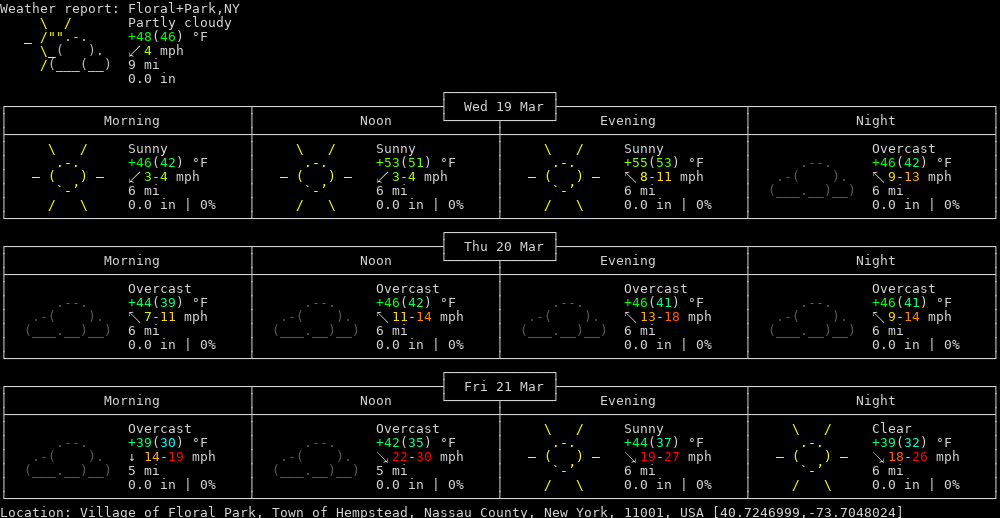 Weather report: Floral+Park,NY
Partly cloudy
+48(46) °F
↙4 mph
9 mi
0.0 in
Wed 19 Mar
Morning Noon Evening Night
Sunny Sunny Sunny Overcast
+46(42) °F +53(51) °F +55(53) °F +46(42) °F
↙3-4 mph ↙3-4 mph ↖8-11 mph ↖9-13 mph
6 mi 6 mi 6 mi 6 mi
0.0 in | 0% 0.0 in | 0% 0.0 in | 0% 0.0 in | 0%
Thu 20 Mar
Morning Noon Evening Night
Overcast Overcast Overcast Overcast
+44(39) °F +46(42) °F +46(41) °F +46(41) °F
↖7-11 mph ↖11-14 mph ↖13-18 mph ↖9-14 mph
6 mi 6 mi 6 mi 6 mi
0.0 in | 0% 0.0 in | 0% 0.0 in | 0% 0.0 in | 0%
Fri 21 Mar
Morning Noon Evening Night
Overcast Overcast Sunny Clear
+39(30) °F +42(35) °F +44(37) °F +39(32) °F
↓ 14-19 mph ↘22-30 mph ↘19-27 mph ↘18-26 mph
5 mi 5 mi 6 mi 6 mi
0.0 in | 0% 0.0 in | 0% 0.0 in | 0% 0.0 in | 0%
Location: Village of Floral Park, Town of Hempstead, Nassau County, New York, 11001, USA [40.7246999,-73.7048024]